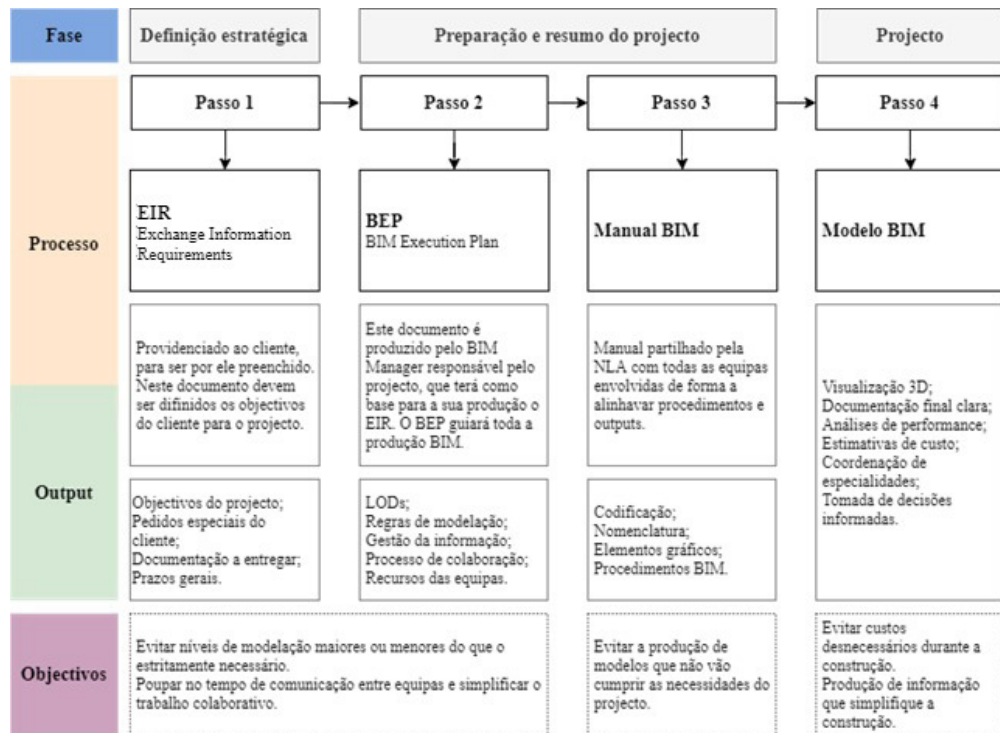 Fase
Definição estratégica
Preparação e resumo do projecto
Projecto
Processo
Passo 1
Passo 2
Passo 3
Passo 4
EIR
Exchange Information
Requirements
BEP
BIM Execution Plan
Manual BIM
Modelo BIM
Providenciado ao cliente,
para ser por ele preenchido.
Neste documento devem
ser definidos os objectivos
do cliente para o projecto.
Este documento é
produzido pelo BIM
Manager responsável pelo
projecto, que terá como
base para a sua produção o
EIR. O BEP guiará toda a
produção BIM.
Manual partilhado pela
NLA com todas as equipas
envolvidas de forma a
alinhavar procedimentos e
outputs.
Visualização 3D;
Documentação final clara;
Análises de performance;
Estimativas de custo;
Coordenação de
especialidades;
Tomada de decisões
informadas.
Output
Objectivos do projecto;
Pedidos especiais do
cliente;
Documentação a entregar;
Prazos gerais.
LODs;
Regras de modelação;
Gestão da informação;
Processo de colaboração;
Recursos das equipas.
Codificação;
Nomenclatura;
Elementos gráficos;
Procedimentos BIM.
Objectivos
Evitar níveis de modelação maiores ou menores do que o
estritamente necessário.
Poupar no tempo de comunicação entre equipas e simplificar o
trabalho colaborativo.
Evitar a produção de
modelos que não vão
cumprir as necessidades do
projecto.
Evitar custos
desnecessários durante a
construção.
Produção de informação
que simplifique a
construção.